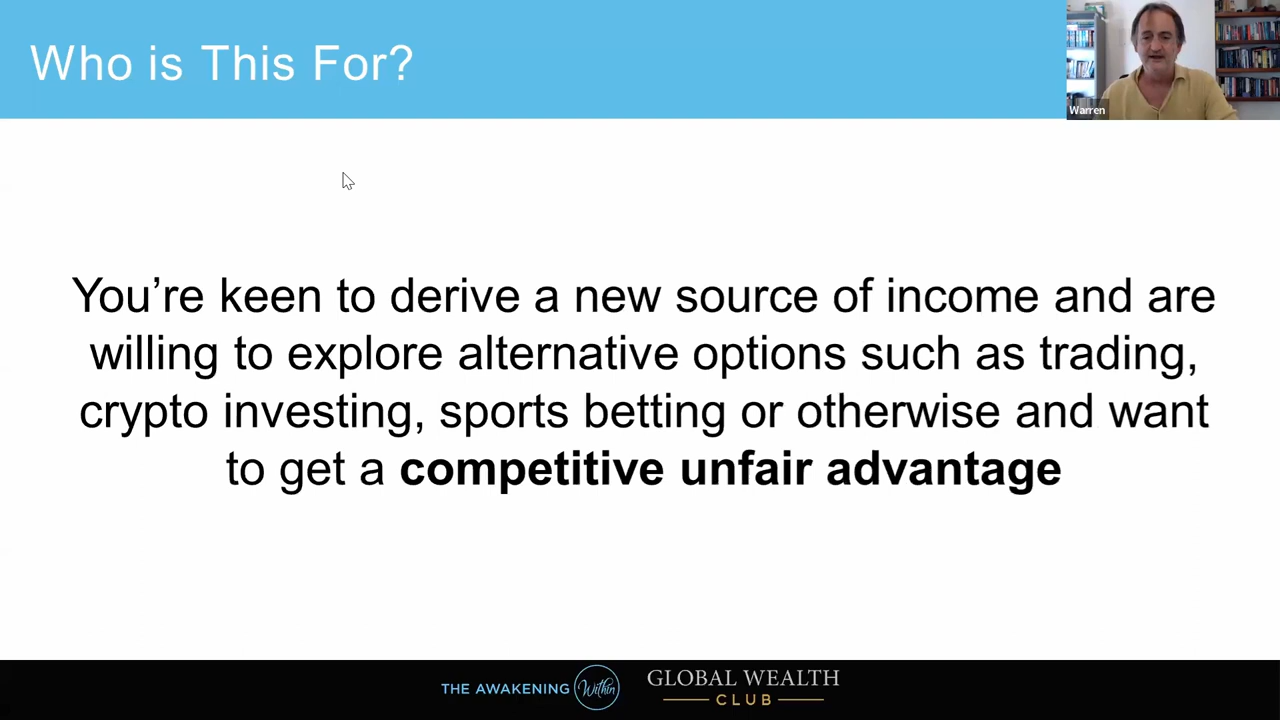 Who is This For?
Warren
You’re keen to derive a new source of income and are
willing to explore alternative options such as trading,
crypto investing, sports betting or otherwise and want
to get a competitive unfair advantage
THE AWAKENING Within
GLOBAL WEALTH
CLUB